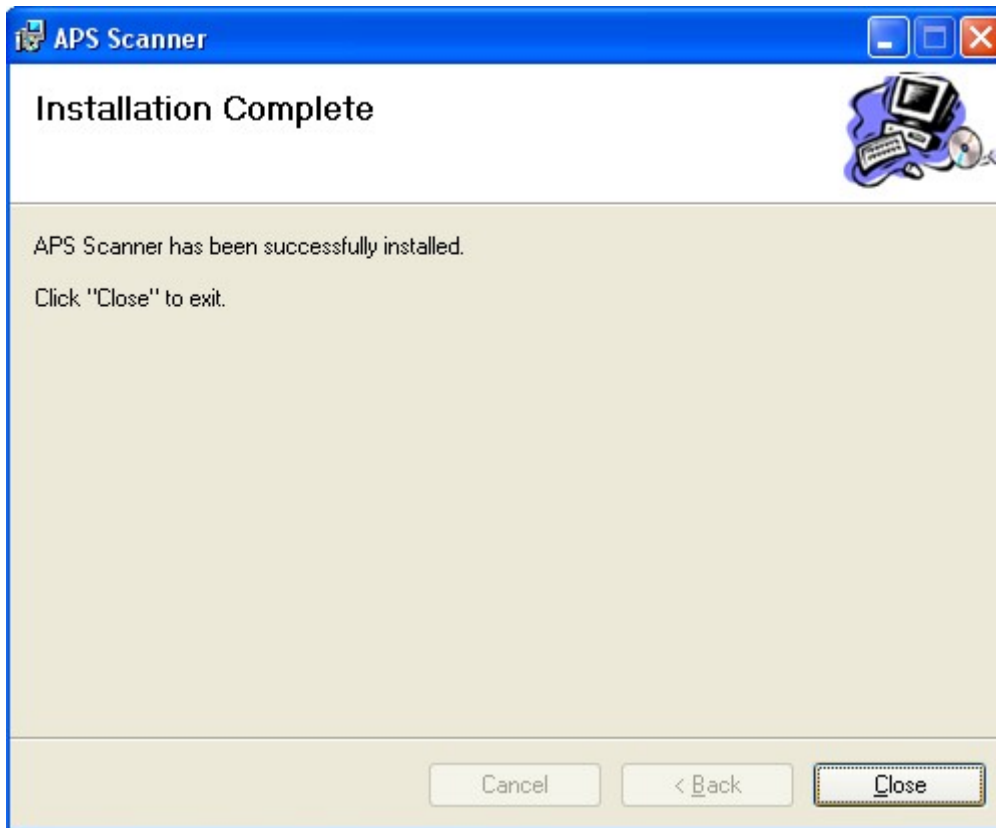 APS Scanner
Installation Complete
APS Scanner has been successfully installed.
Click "Close" to exit.
Cancel
< Back
Close